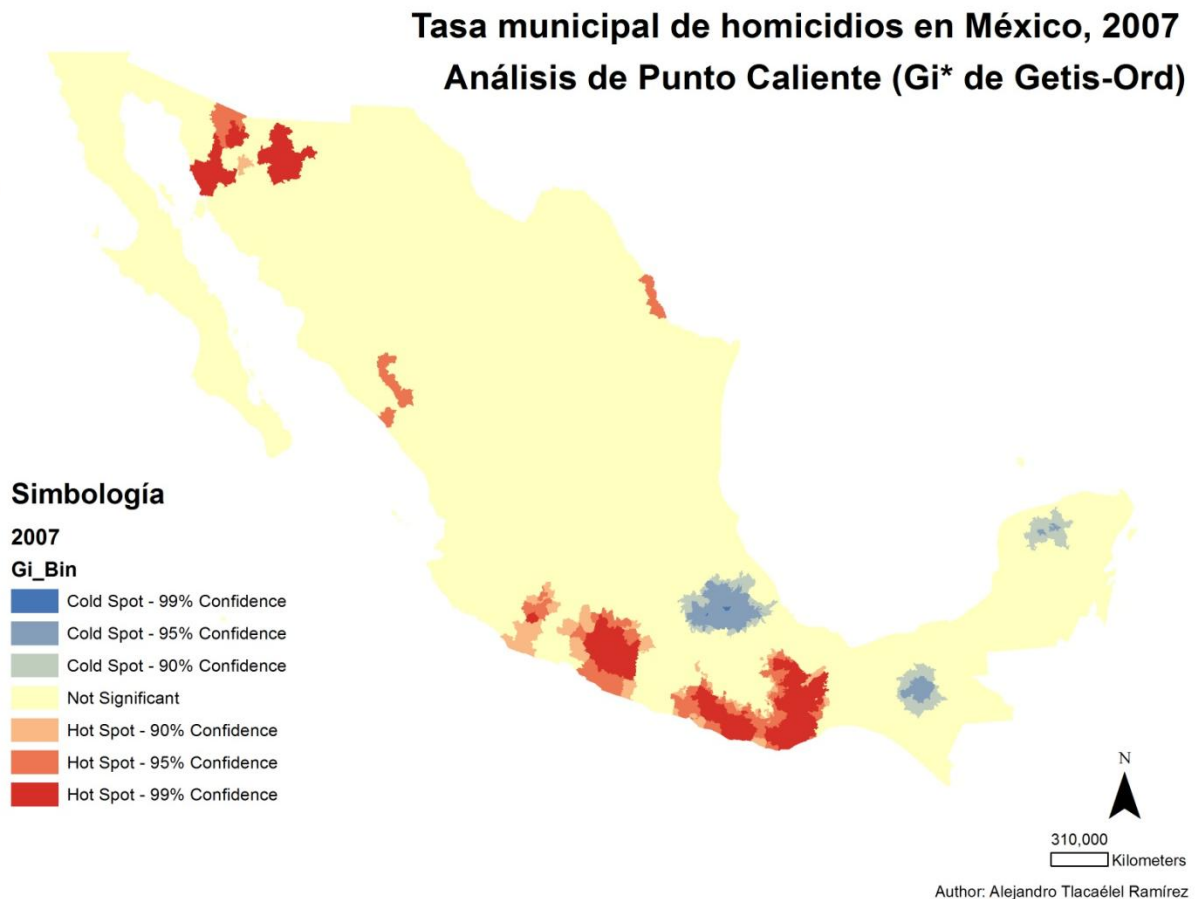 Tasa municipal de homicidios en México, 2007
Análisis de Punto Caliente (Gi* de Getis-Ord)
Simbología
2007
Gi_Bin
Cold Spot - 99% Confidence
Cold Spot - 95% Confidence
Cold Spot - 90% Confidence
Not Significant
Hot Spot - 90% Confidence
Hot Spot - 95% Confidence
Hot Spot - 99% Confidence
N
310,000
Kilometers
Author: Alejandro Tlacaélel Ramírez